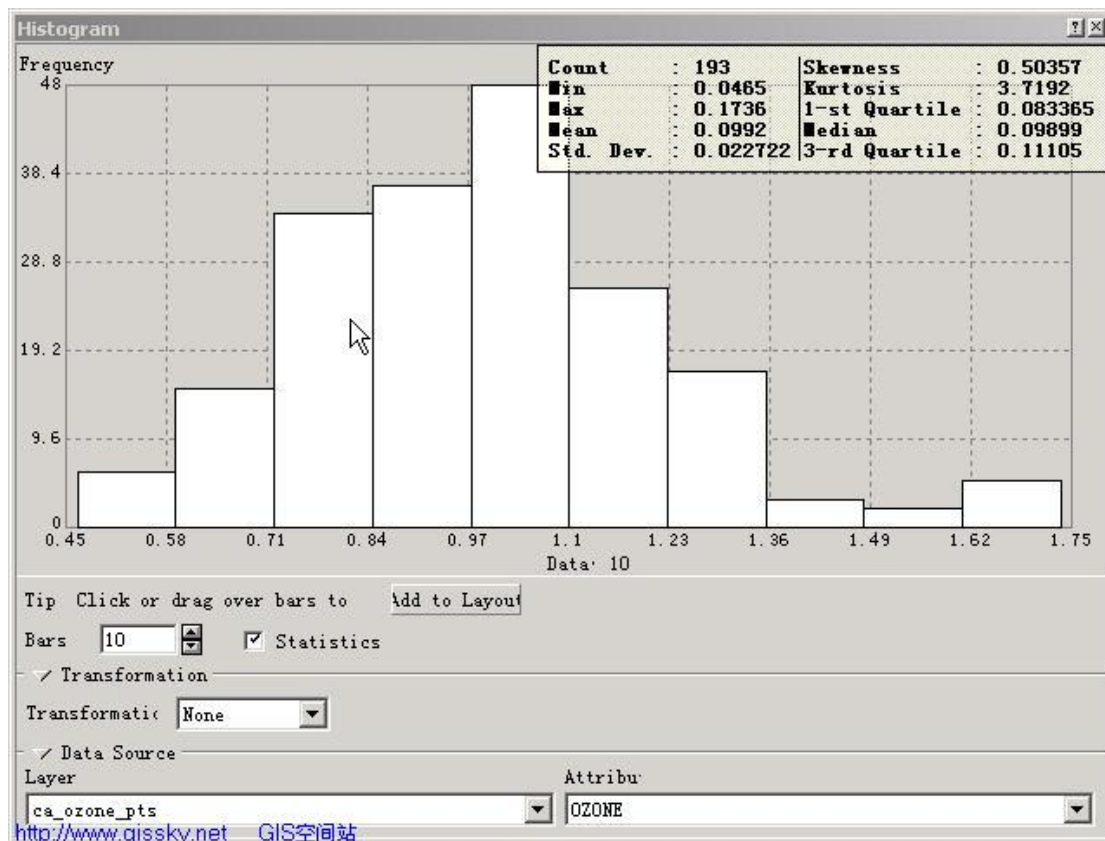 Histogram
Frequency
Count : 193 Skewness : 0.50357
Min : 0.0465 Kurtosis : 3.7192
Max : 0.1736 1-st Quartile : 0.083365
Mean : 0.0992 Median : 0.09899
Std. Dev. : 0.022722 3-rd Quartile : 0.11105
48
38.4
28.8
19.2
9.6
0
0.45 0.58 0.71 0.84 0.97 1.1 1.23 1.36 1.49 1.62 1.75
Data· 10
Tip Click or drag over bars to Add to Layout
Bars 10 Statistics
Transformation
Transformatic None
Data Source
Layer Attribu
ca_ozone_pts OZONE
http://www.gissky.net GIS空间站